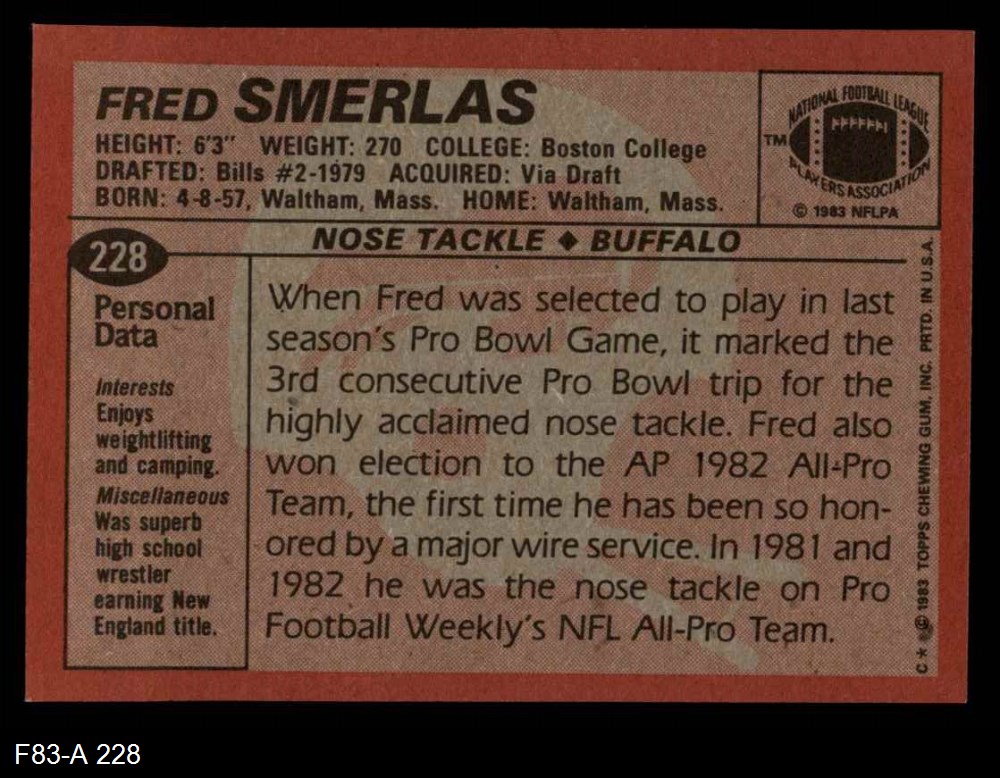 FRED SMERLAS
HEIGHT: 6'3" WEIGHT: 270 COLLEGE: Boston College
DRAFTED: Bills #2-1979 ACQUIRED: Via Draft
BORN: 4-8-57, Waltham, Mass. HOME: Waltham, Mass.
NATIONAL FOOTBALL LEAGUE
TM
PLAYERS ASSOCIATION
© 1983 NFLPA
228
NOSE TACKLE ♦ BUFFALO
Personal
Data
Interests
Enjoys
weightlifting
and camping.
Miscellaneous
Was superb
high school
wrestler
earning New
England title.
When Fred was selected to play in last
season's Pro Bowl Game, it marked the
3rd consecutive Pro Bowl trip for the
highly acclaimed nose tackle. Fred also
won election to the AP 1982 All-Pro
Team, the first time he has been so hon-
ored by a major wire service. In 1981 and
1982 he was the nose tackle on Pro
Football Weekly's NFL All-Pro Team.
C * * © 1983 TOPPS CHEWING GUM, INC. PRTD. IN U.S.A.
F83-A 228